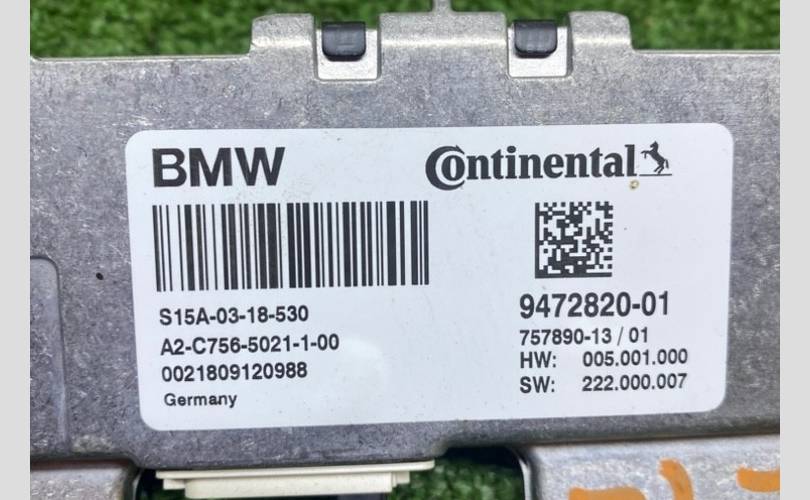 BMW
Continental
S15A-03-18-530
A2-C756-5021-1-00
0021809120988
Germany
9472820-01
757890-13 / 01
HW: 005.001.000
SW: 222.000.007